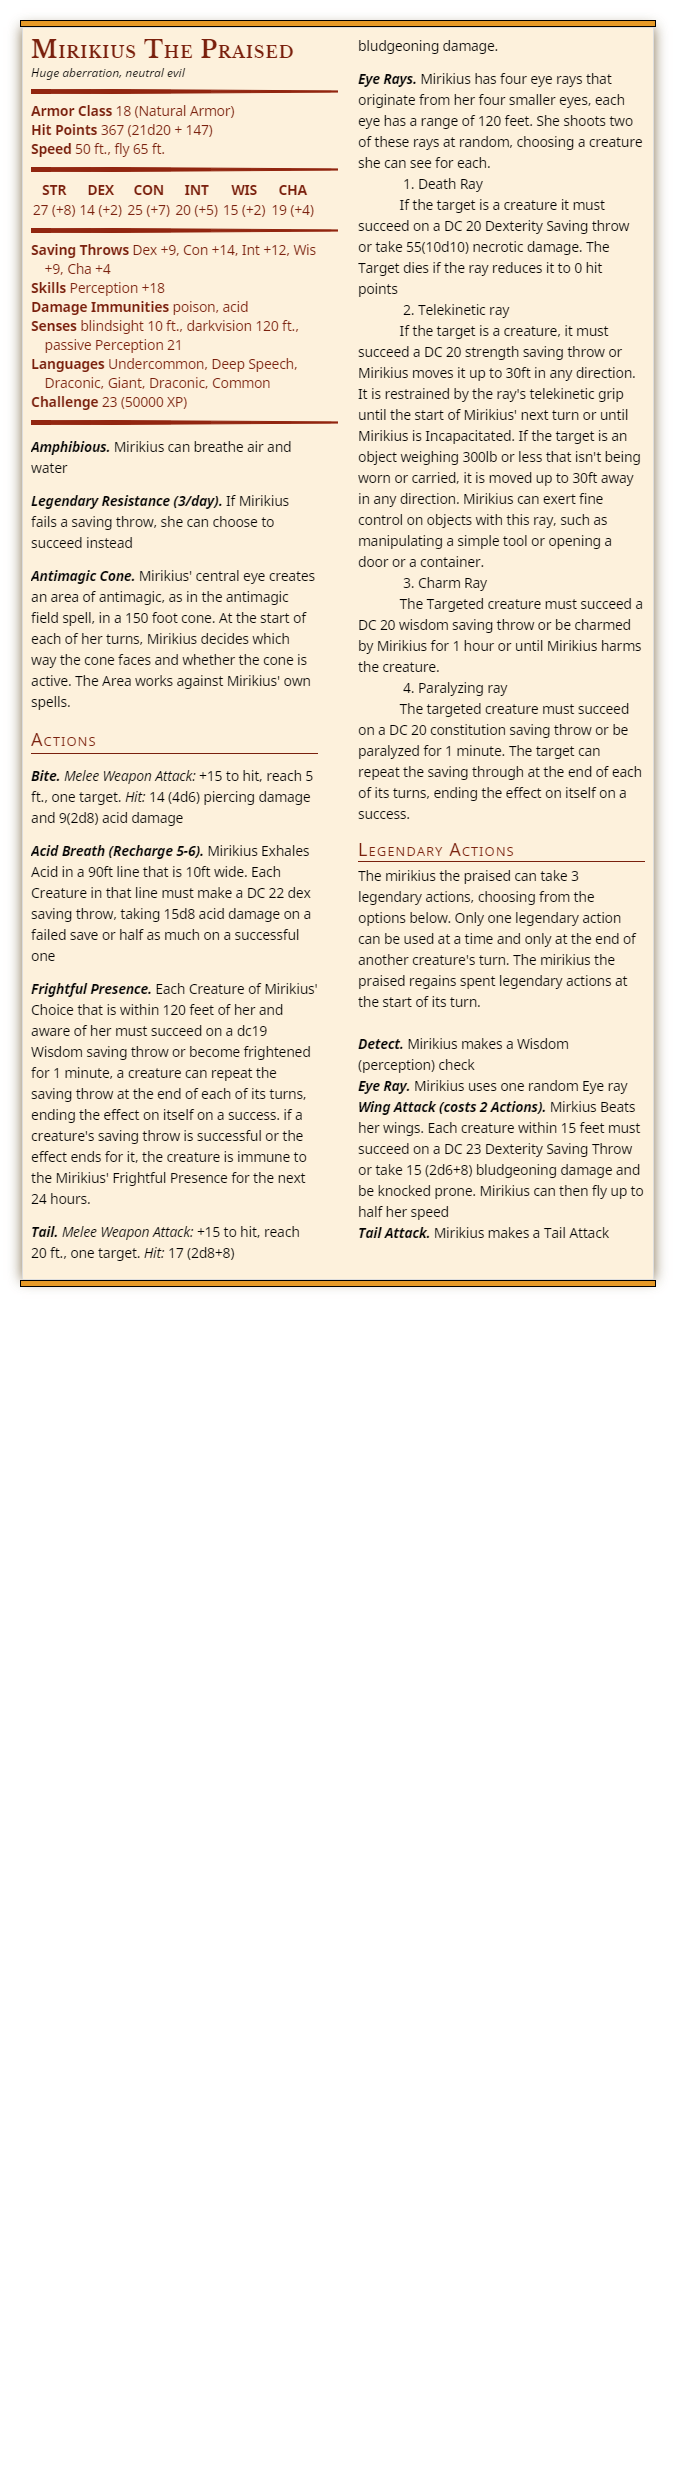 Mirikius The Praised
Huge aberration, neutral evil
Armor Class 18 (Natural Armor)
Hit Points 367 (21d20 + 147)
Speed 50 ft., fly 65 ft.
STR DEX CON INT WIS CHA
27 (+8) 14 (+2) 25 (+7) 20 (+5) 15 (+2) 19 (+4)
Saving Throws Dex +9, Con +14, Int +12, Wis
+9, Cha +4
Skills Perception +18
Damage Immunities poison, acid
Senses blindsight 10 ft., darkvision 120 ft.,
passive Perception 21
Languages Undercommon, Deep Speech,
Draconic, Giant, Draconic, Common
Challenge 23 (50000 XP)
Amphibious. Mirikius can breathe air and
water
Legendary Resistance (3/day). If Mirikius
fails a saving throw, she can choose to
succeed instead
Antimagic Cone. Mirikius' central eye creates
an area of antimagic, as in the antimagic
field spell, in a 150 foot cone. At the start of
each of her turns, Mirikius decides which
way the cone faces and whether the cone is
active. The Area works against Mirikius' own
spells.
Actions
Bite. Melee Weapon Attack: +15 to hit, reach 5
ft., one target. Hit: 14 (4d6) piercing damage
and 9(2d8) acid damage
Acid Breath (Recharge 5-6). Mirikius Exhales
Acid in a 90ft line that is 10ft wide. Each
Creature in that line must make a DC 22 dex
saving throw, taking 15d8 acid damage on a
failed save or half as much on a successful
one
Frightful Presence. Each Creature of Mirikius'
Choice that is within 120 feet of her and
aware of her must succeed on a dc19
Wisdom saving throw or become frightened
for 1 minute, a creature can repeat the
saving throw at the end of each of its turns,
ending the effect on itself on a success. if a
creature's saving throw is successful or the
effect ends for it, the creature is immune to
the Mirikius' Frightful Presence for the next
24 hours.
Tail. Melee Weapon Attack: +15 to hit, reach
20 ft., one target. Hit: 17 (2d8+8)
bludgeoning damage.
Eye Rays. Mirikius has four eye rays that
originate from her four smaller eyes, each
eye has a range of 120 feet. She shoots two
of these rays at random, choosing a creature
she can see for each.
1. Death Ray
If the target is a creature it must
succeed on a DC 20 Dexterity Saving throw
or take 55(10d10) necrotic damage. The
Target dies if the ray reduces it to 0 hit
points
2. Telekinetic ray
If the target is a creature, it must
succeed a DC 20 strength saving throw or
Mirikius moves it up to 30ft in any direction.
It is restrained by the ray's telekinetic grip
until the start of Mirikius' next turn or until
Mirikius is Incapacitated. If the target is an
object weighing 300lb or less that isn't being
worn or carried, it is moved up to 30ft away
in any direction. Mirikius can exert fine
control on objects with this ray, such as
manipulating a simple tool or opening a
door or a container.
3. Charm Ray
The Targeted creature must succeed a
DC 20 wisdom saving throw or be charmed
by Mirikius for 1 hour or until Mirikius harms
the creature.
4. Paralyzing ray
The targeted creature must succeed
on a DC 20 constitution saving throw or be
paralyzed for 1 minute. The target can
repeat the saving through at the end of each
of its turns, ending the effect on itself on a
success.
Legendary Actions
The mirikius the praised can take 3
legendary actions, choosing from the
options below. Only one legendary action
can be used at a time and only at the end of
another creature's turn. The mirikius the
praised regains spent legendary actions at
the start of its turn.
Detect. Mirikius makes a Wisdom
(perception) check
Eye Ray. Mirikius uses one random Eye ray
Wing Attack (costs 2 Actions). Mirkius Beats
her wings. Each creature within 15 feet must
succeed on a DC 23 Dexterity Saving Throw
or take 15 (2d6+8) bludgeoning damage and
be knocked prone. Mirikius can then fly up to
half her speed
Tail Attack. Mirikius makes a Tail Attack